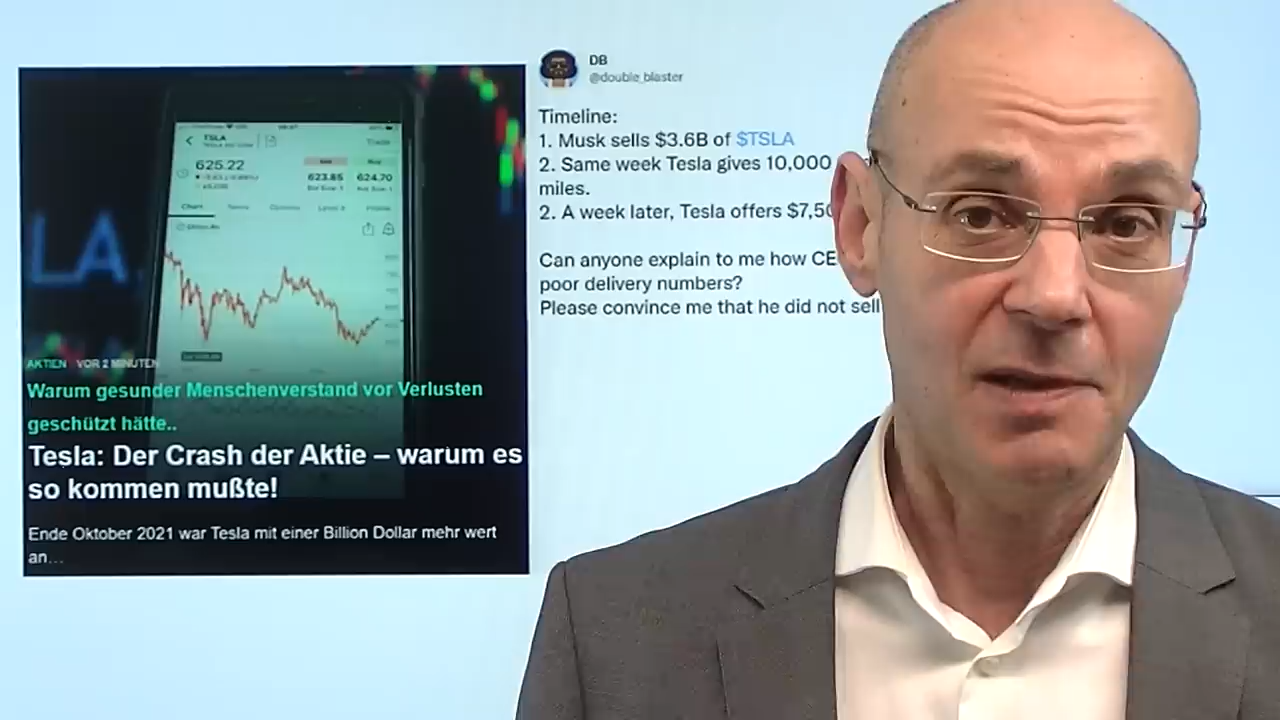 TSLA
Trade
625.22
623.85
624.70
Chart
LA
AKTIEN VOR 2 MINUTEN
Warum gesunder Menschenverstand vor Verlusten
geschützt hätte..
Tesla: Der Crash der Aktie – warum es
so kommen mußte!
Ende Oktober 2021 war Tesla mit einer Billion Dollar mehr wert
an...
DB
@double_blaster
Timeline:
1. Musk sells $3.6B of $TSLA
2. Same week Tesla gives 10,000
miles.
2. A week later, Tesla offers $7,50
Can anyone explain to me how CE
poor delivery numbers?
Please convince me that he did not sell